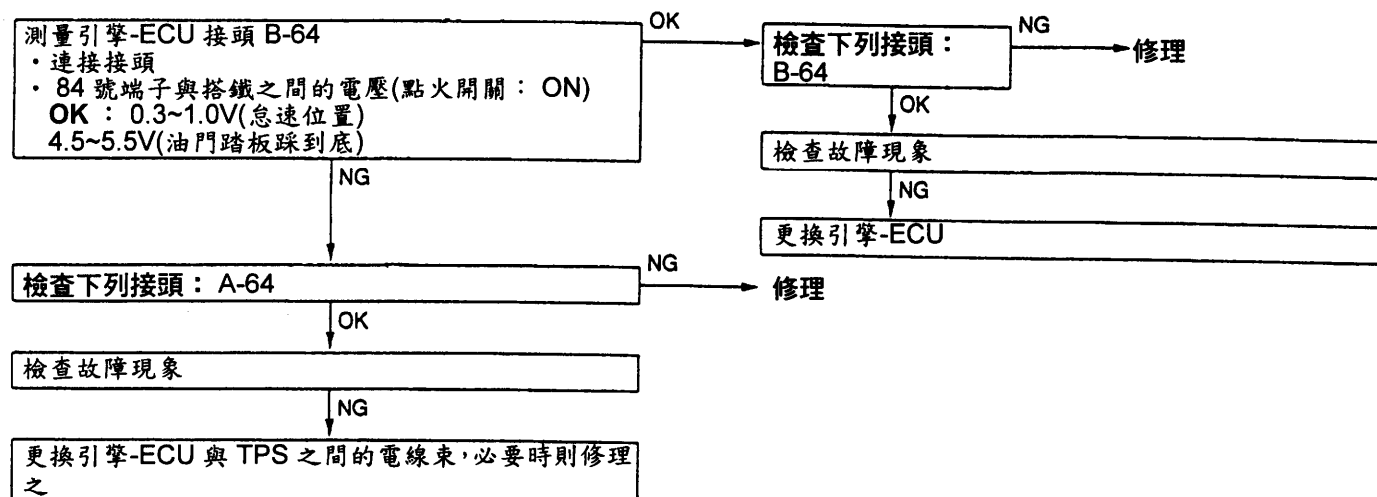 測量引擎-ECU 接頭 B-64
・連接接頭
・84 號端子與搭鐵之間的電壓(點火開關： ON)
OK ： 0.3~1.0V(怠速位置)
4.5~5.5V(油門踏板踩到底)
OK
檢查下列接頭：
B-64
NG
修理
OK
檢查故障現象
NG
更換引擎-ECU
NG
檢查下列接頭： A-64
NG
修理
OK
檢查故障現象
NG
更換引擎-ECU 與 TPS 之間的電線束，必要時則修理
之